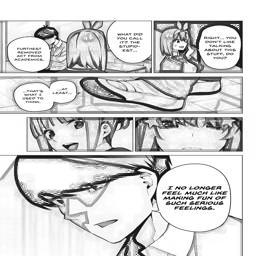 RIGHT... YOU
DON'T LIKE
TALKING
ABOUT THIS
STUFF, DO
YOU?
WHAT DID
YOU CALL
IT? THE
STUPID-
EST...
FURTHEST
REMOVED
ART FROM
ACADEMICS.
...AT
LEAST...
...THAT'S
WHAT I
USED TO
THINK.
I NO LONGER
FEEL MUCH LIKE
MAKING FUN OF
SUCH SERIOUS
FEELINGS.